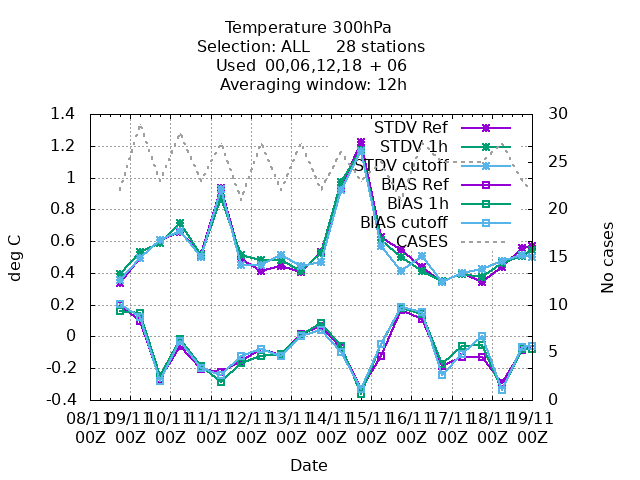 Temperature 300hPa
Selection: ALL 28 stations
Used 00,06,12,18 + 06
Averaging window: 12h
1.4
1.2
1
0.8
0.6
0.4
0.2
0
-0.2
-0.4
deg C
30
25
20
15
10
5
0
No cases
STDV Ref
STDV 1h
STDV cutoff
BIAS Ref
BIAS 1h
BIAS cutoff
CASES
08/11 09/11 10/11 11/11 12/11 13/11 14/11 15/11 16/11 17/11 18/11 19/11
00Z 00Z 00Z 00Z 00Z 00Z 00Z 00Z 00Z 00Z 00Z 00Z
Date